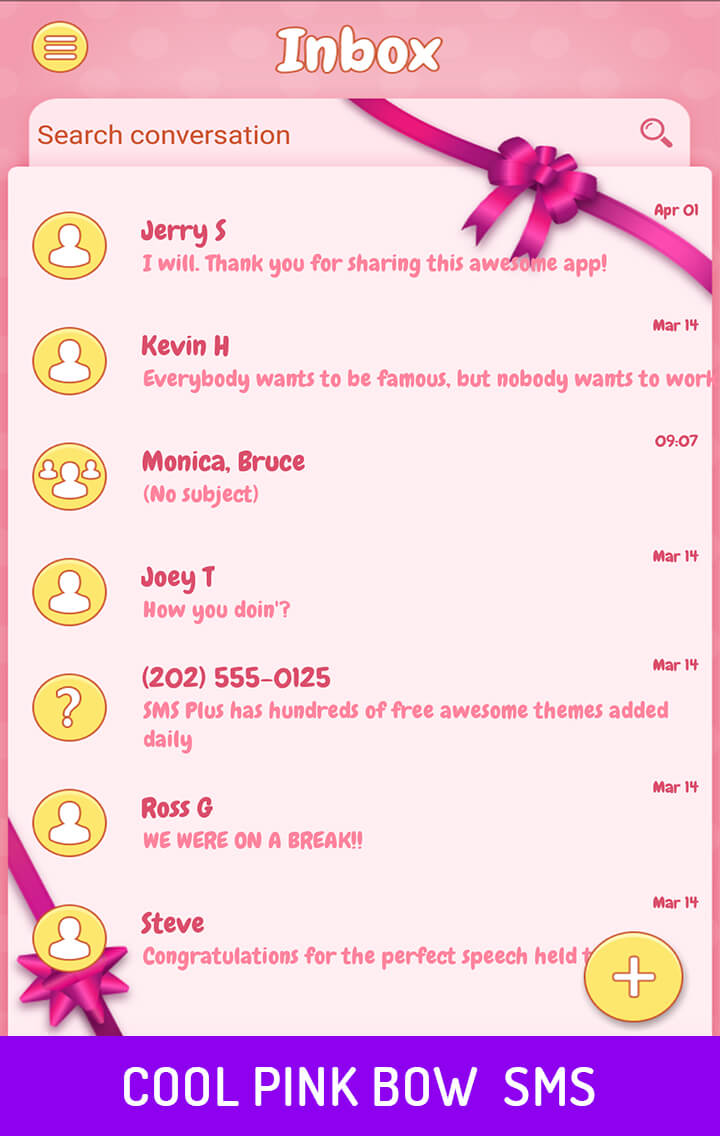 Inbox
Search conversation
Apr 01
Jerry S
I will. Thank you for sharing this awesome app!
Mar 14
Kevin H
Everybody wants to be famous, but nobody wants to work
09:07
Monica, Bruce
(No subject)
Mar 14
Joey T
How you doin'?
Mar 14
(202) 555-0125
SMS Plus has hundreds of free awesome themes added
daily
Mar 14
Ross G
WE WERE ON A BREAK!!
Mar 14
Steve
Congratulations for the perfect speech held
COOL PINK BOW SMS